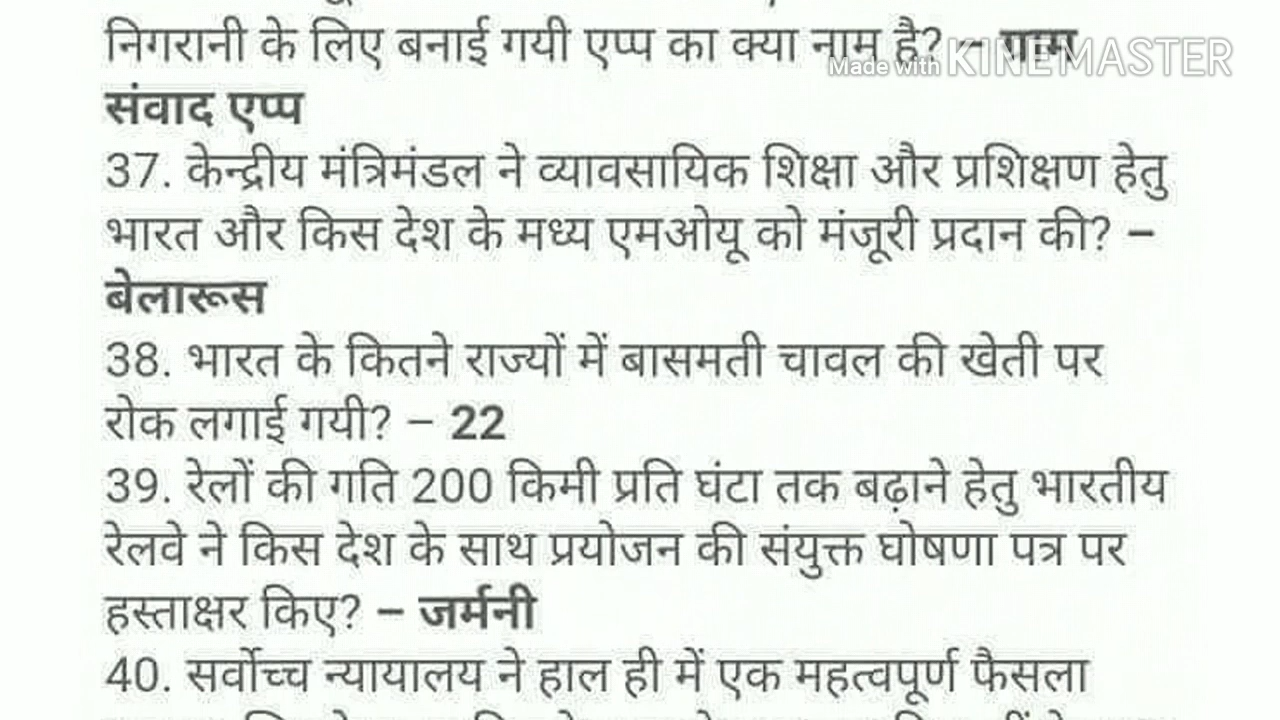 निगरानी के लिए बनाई गयी एप्प का क्या नाम है? – ग्राम
Made with KINEMASTER
संवाद एप्प
37. केन्द्रीय मंत्रिमंडल ने व्यावसायिक शिक्षा और प्रशिक्षण हेतु
भारत और किस देश के मध्य एमओयू को मंजूरी प्रदान की? –
बेलारूस
38. भारत के कितने राज्यों में बासमती चावल की खेती पर
रोक लगाई गयी? – 22
39. रेलों की गति 200 किमी प्रति घंटा तक बढ़ाने हेतु भारतीय
रेलवे ने किस देश के साथ प्रयोजन की संयुक्त घोषणा पत्र पर
हस्ताक्षर किए? – जर्मनी
40. सर्वोच्च न्यायालय ने हाल ही में एक महत्वपूर्ण फैसला